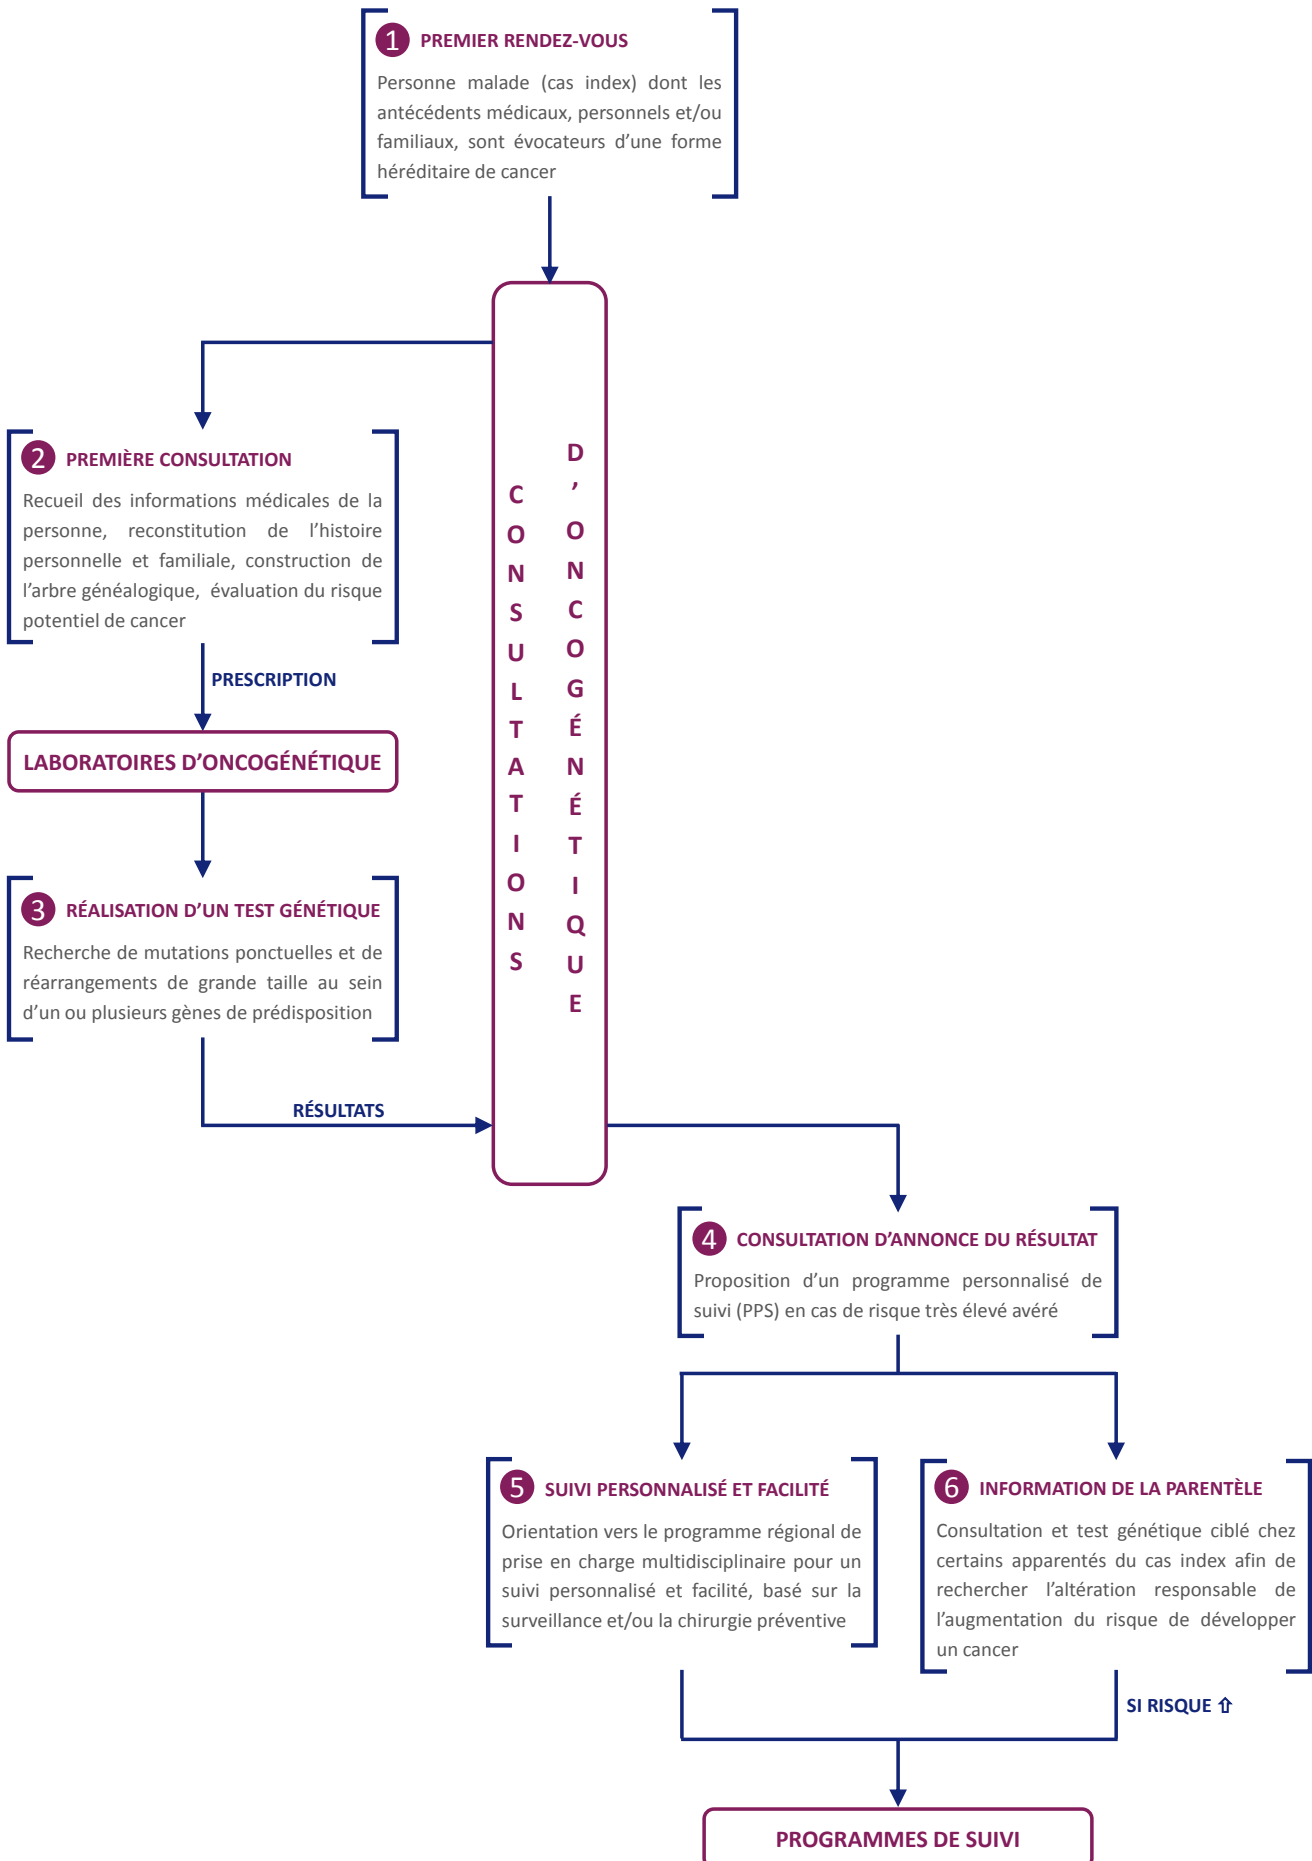 1 PREMIER RENDEZ-VOUS
Personne malade (cas index) dont les
antécédents médicaux, personnels et/ou
familiaux, sont évocateurs d’une forme
héréditaire de cancer
CONSULTATIONS
D’ONCOGÉNÉTIQUE
2 PREMIÈRE CONSULTATION
Recueil des informations médicales de la
personne, reconstitution de l’histoire
personnelle et familiale, construction de
l’arbre généalogique, évaluation du risque
potentiel de cancer
PRESCRIPTION
LABORATOIRES D’ONCOGÉNÉTIQUE
3 RÉALISATION D’UN TEST GÉNÉTIQUE
Recherche de mutations ponctuelles et de
réarrangements de grande taille au sein
d’un ou plusieurs gènes de prédisposition
RÉSULTATS
4 CONSULTATION D’ANNONCE DU RÉSULTAT
Proposition d’un programme personnalisé de
suivi (PPS) en cas de risque très élevé avéré
5 SUIVI PERSONNALISÉ ET FACILITÉ
Orientation vers le programme régional de
prise en charge multidisciplinaire pour un
suivi personnalisé et facilité, basé sur la
surveillance et/ou la chirurgie préventive
6 INFORMATION DE LA PARENTÈLE
Consultation et test génétique ciblé chez
certains apparentés du cas index afin de
rechercher l’altération responsable de
l’augmentation du risque de développer
un cancer
SI RISQUE ⇧
PROGRAMMES DE SUIVI